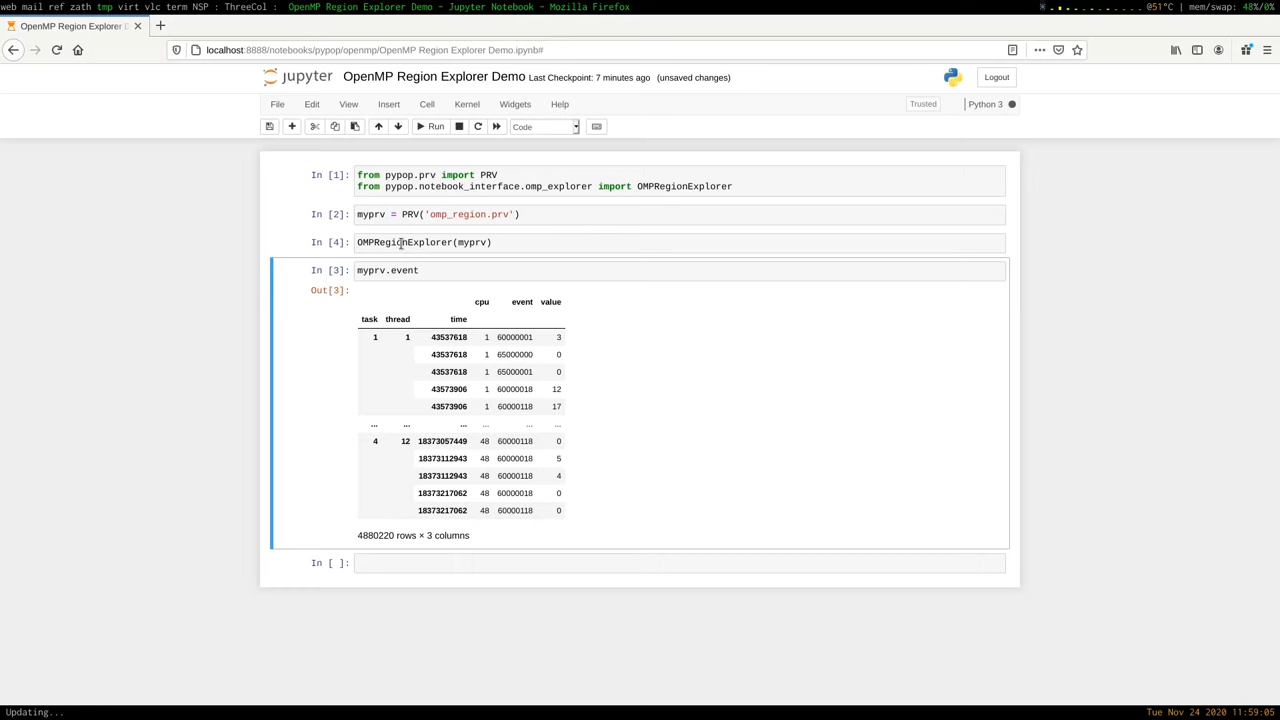 web mail ref zath tmp virt vlc term NSP : ThreeCol : OpenMP Region Explorer Demo - Jupyter Notebook - Mozilla Firefox
@51°C | mem/swap: 48%/0%
OpenMP Region Explorer D
localhost:8888/notebooks/pypop/openmp/OpenMP Region Explorer Demo.ipynb#
jupyter OpenMP Region Explorer Demo Last Checkpoint: 7 minutes ago (unsaved changes)
Logout
File Edit View Insert Cell Kernel Widgets Help
Trusted
Python 3
Run
Code
In [1]: from pypop.prv import PRV
from pypop.notebook_interface.omp_explorer import OMPRegionExplorer
In [2]: myprv = PRV('omp_region.prv')
In [4]: OMPRegionExplorer(myprv)
In [3]: myprv.event
Out[3]:
cpu event value
task thread time
1 1 43537618 1 60000001 3
43537618 1 65000000 0
43537618 1 65000001 0
43573906 1 60000018 12
43573906 1 60000118 17
... ... ... ... ... ...
4 12 18373057449 48 60000118 0
18373112943 48 60000018 5
18373112943 48 60000118 4
18373217062 48 60000018 0
18373217062 48 60000118 0
4880220 rows × 3 columns
In [ ]:
Updating...
Tue Nov 24 2020 11:59:05